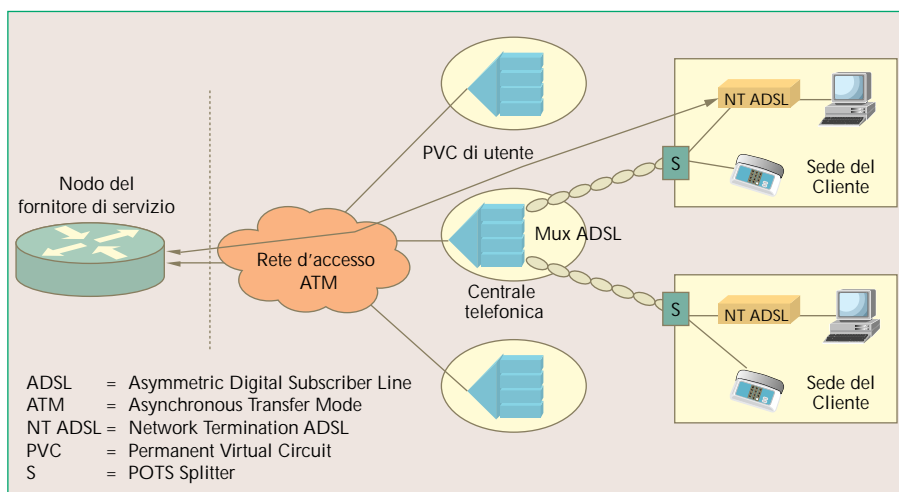 NT ADSL
PVC di utente
S
Sede del
Cliente
Nodo del
fornitore di servizio
Mux ADSL
Rete d'accesso
ATM
Centrale
telefonica
S
NT ADSL
Sede del
Cliente
ADSL = Asymmetric Digital Subscriber Line
ATM = Asynchronous Transfer Mode
NT ADSL = Network Termination ADSL
PVC = Permanent Virtual Circuit
S = POTS Splitter